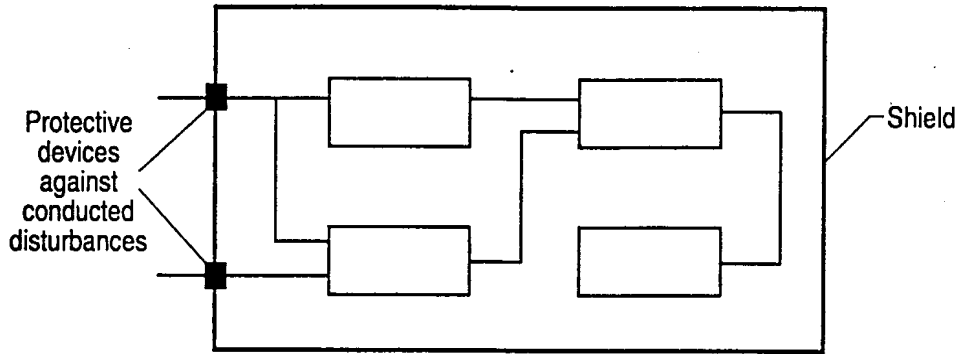 Protective
devices
against
conducted
disturbances
Shield